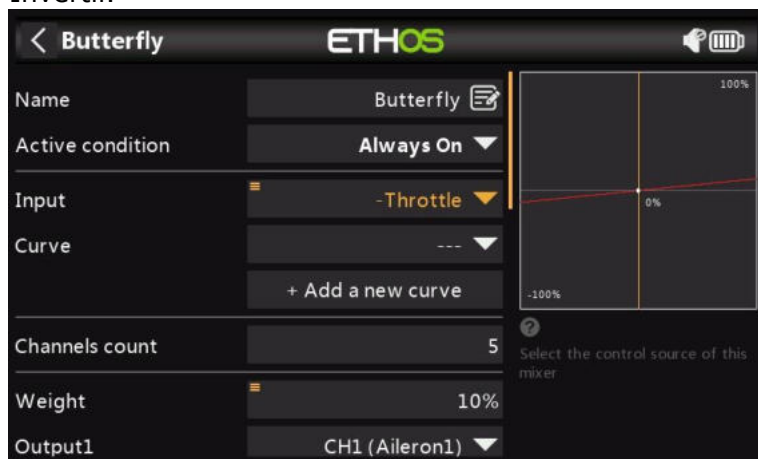 Invertir.
< Butterfly ETHOS
Name Butterfly
Active condition Always On
Input -Throttle
Curve ---
+ Add a new curve
Channels count 5
Weight 10%
Output1 CH1 (Aileron1)
100%
0%
-100%
?
Select the control source of this
mixer